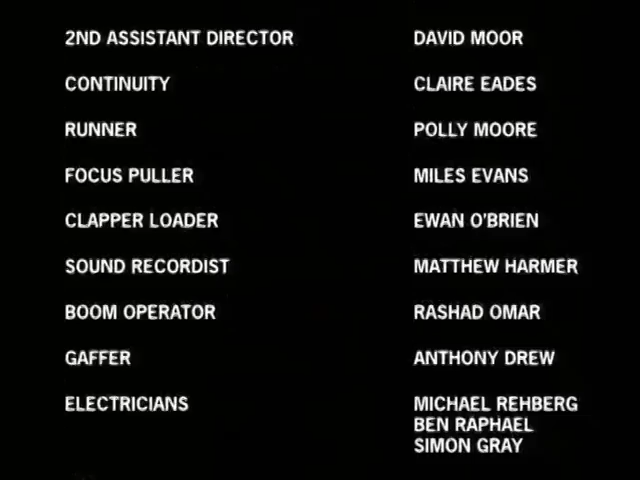 2ND ASSISTANT DIRECTOR DAVID MOOR
CONTINUITY CLAIRE EADES
RUNNER POLLY MOORE
FOCUS PULLER MILES EVANS
CLAPPER LOADER EWAN O'BRIEN
SOUND RECORDIST MATTHEW HARMER
BOOM OPERATOR RASHAD OMAR
GAFFER ANTHONY DREW
ELECTRICIANS MICHAEL REHBERG
BEN RAPHAEL
SIMON GRAY